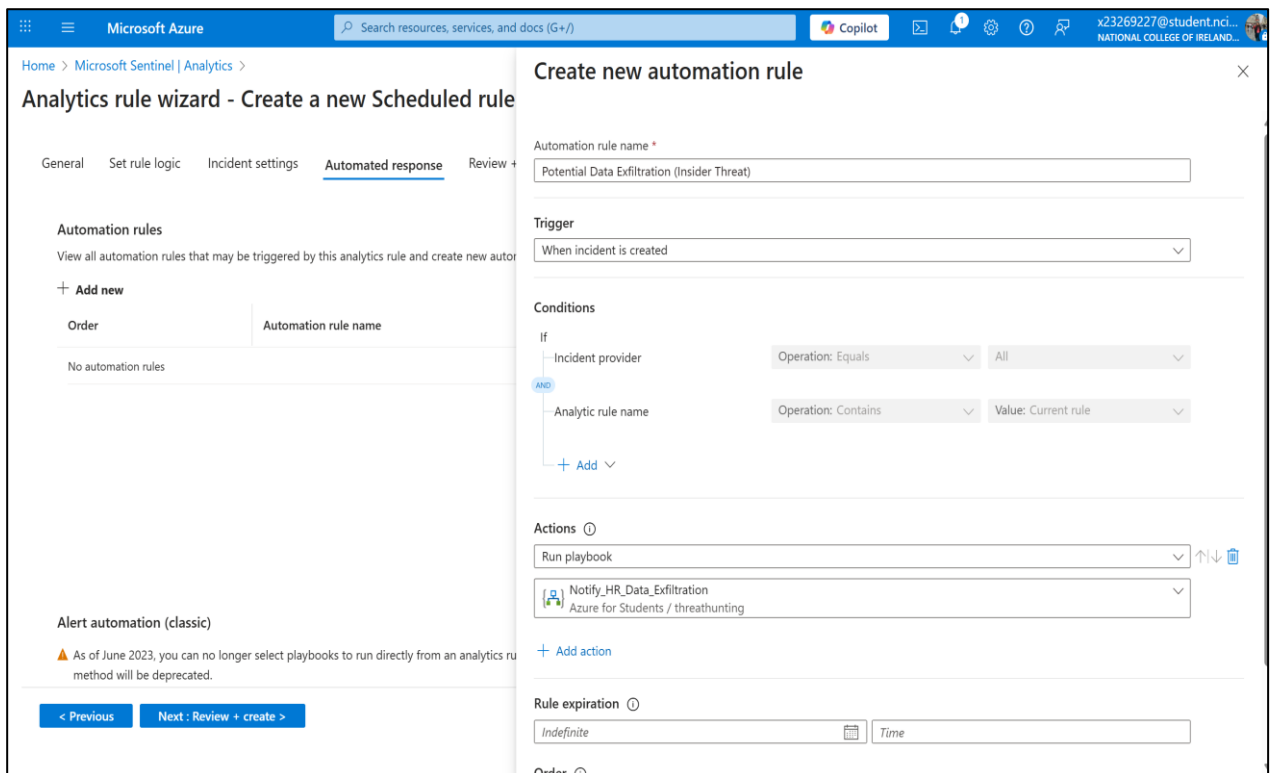 Microsoft Azure
Search resources, services, and docs (G+/)
Copilot
1
x23269227@student.nci...
NATIONAL COLLEGE OF IRELAND...
Home > Microsoft Sentinel | Analytics >
Analytics rule wizard - Create a new Scheduled rule
General
Set rule logic
Incident settings
Automated response
Review +
Automation rules
View all automation rules that may be triggered by this analytics rule and create new autor
+ Add new
Order
Automation rule name
No automation rules
Alert automation (classic)
As of June 2023, you can no longer select playbooks to run directly from an analytics ru
method will be deprecated.
< Previous
Next : Review + create >
Create new automation rule
Automation rule name *
Potential Data Exfiltration (Insider Threat)
Trigger
When incident is created
Conditions
If
Incident provider
Operation: Equals
All
AND
Analytic rule name
Operation: Contains
Value: Current rule
+ Add
Actions
Run playbook
Notify_HR_Data_Exfiltration
Azure for Students / threathunting
+ Add action
Rule expiration
Indefinite
Time
Order